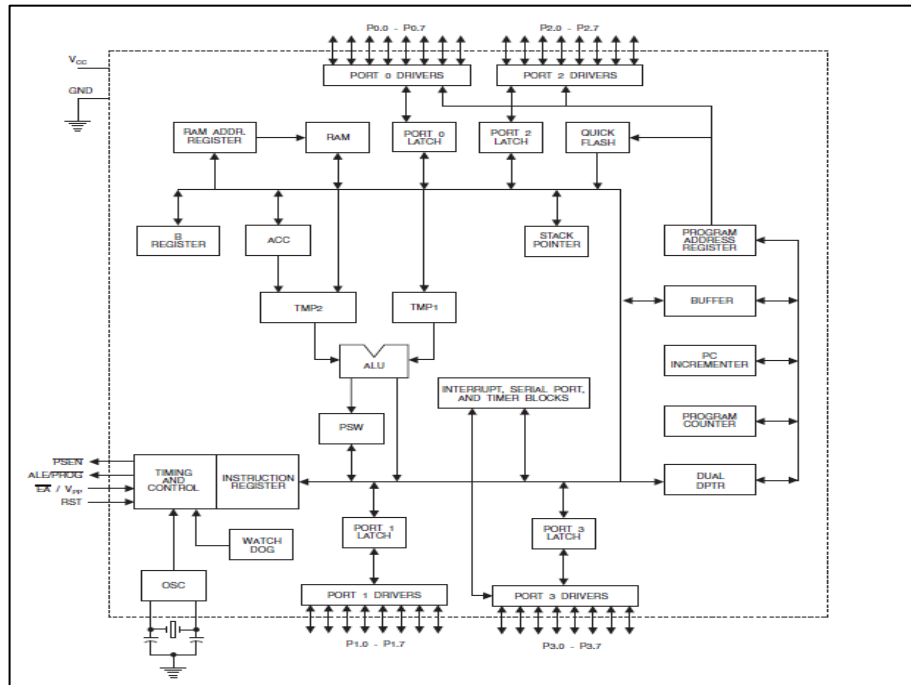 P0.0 - P0.7
P2.0 - P2.7
VCC
PORT 0 DRIVERS
PORT 2 DRIVERS
GND
RAM ADDR.
REGISTER
RAM
PORT 0
LATCH
PORT 2
LATCH
QUICK
FLASH
B
REGISTER
ACC
STACK
POINTER
PROGRAM
ADDRESS
REGISTER
TMP2
TMP1
BUFFER
ALU
PC
INCREMENTER
INTERRUPT, SERIAL PORT,
AND TIMER BLOCKS
PSW
PROGRAM
COUNTER
PSEN
ALE/PROG
EA / VPP
RST
TIMING
AND
CONTROL
INSTRUCTION
REGISTER
DUAL
DPTR
PORT 1
LATCH
PORT 3
LATCH
WATCH
DOG
OSC
PORT 1 DRIVERS
PORT 3 DRIVERS
P1.0 - P1.7
P3.0 - P3.7